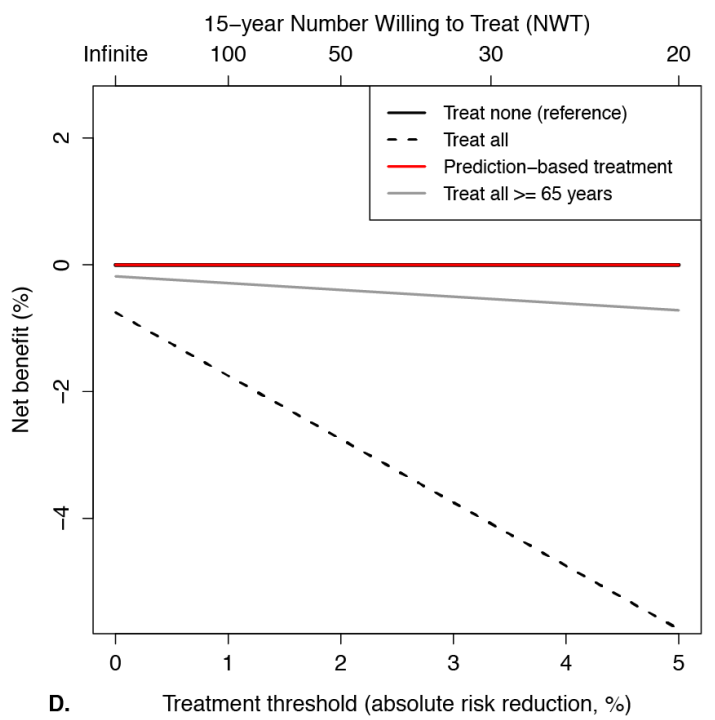 15−year Number Willing to Treat (NWT)
Infinite 100 50 30 20
Treat none (reference)
Treat all
Prediction−based treatment
Treat all >= 65 years
2
0
−2
−4
Net benefit (%)
0 1 2 3 4 5
D. Treatment threshold (absolute risk reduction, %)